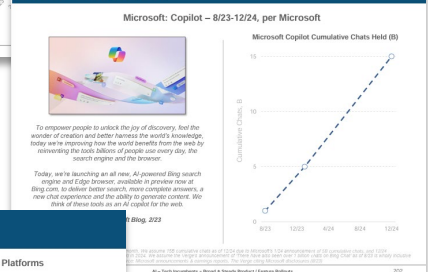 Microsoft: Copilot – 8/23-12/24, per Microsoft
Microsoft Copilot Cumulative Chats Held (B)
To empower people to unlock the joy of discovery, feel the
wonder of creation and better harness the world's knowledge,
today we're improving how the world benefits from the web by
reinventing the tools billions of people use every day, the
search engine and the browser.
Today, we're launching an all new, AI-powered Bing search
engine and Edge browser, available in preview now at
Bing.com, to deliver better search, more complete answers, a
new chat experience and the ability to generate content. We
think of these tools as an AI copilot for the web.
Blog, 2/23
Cumulative Chats, B
15
10
5
0
8/23
12/23
4/24
8/24
12/24
Platforms
202